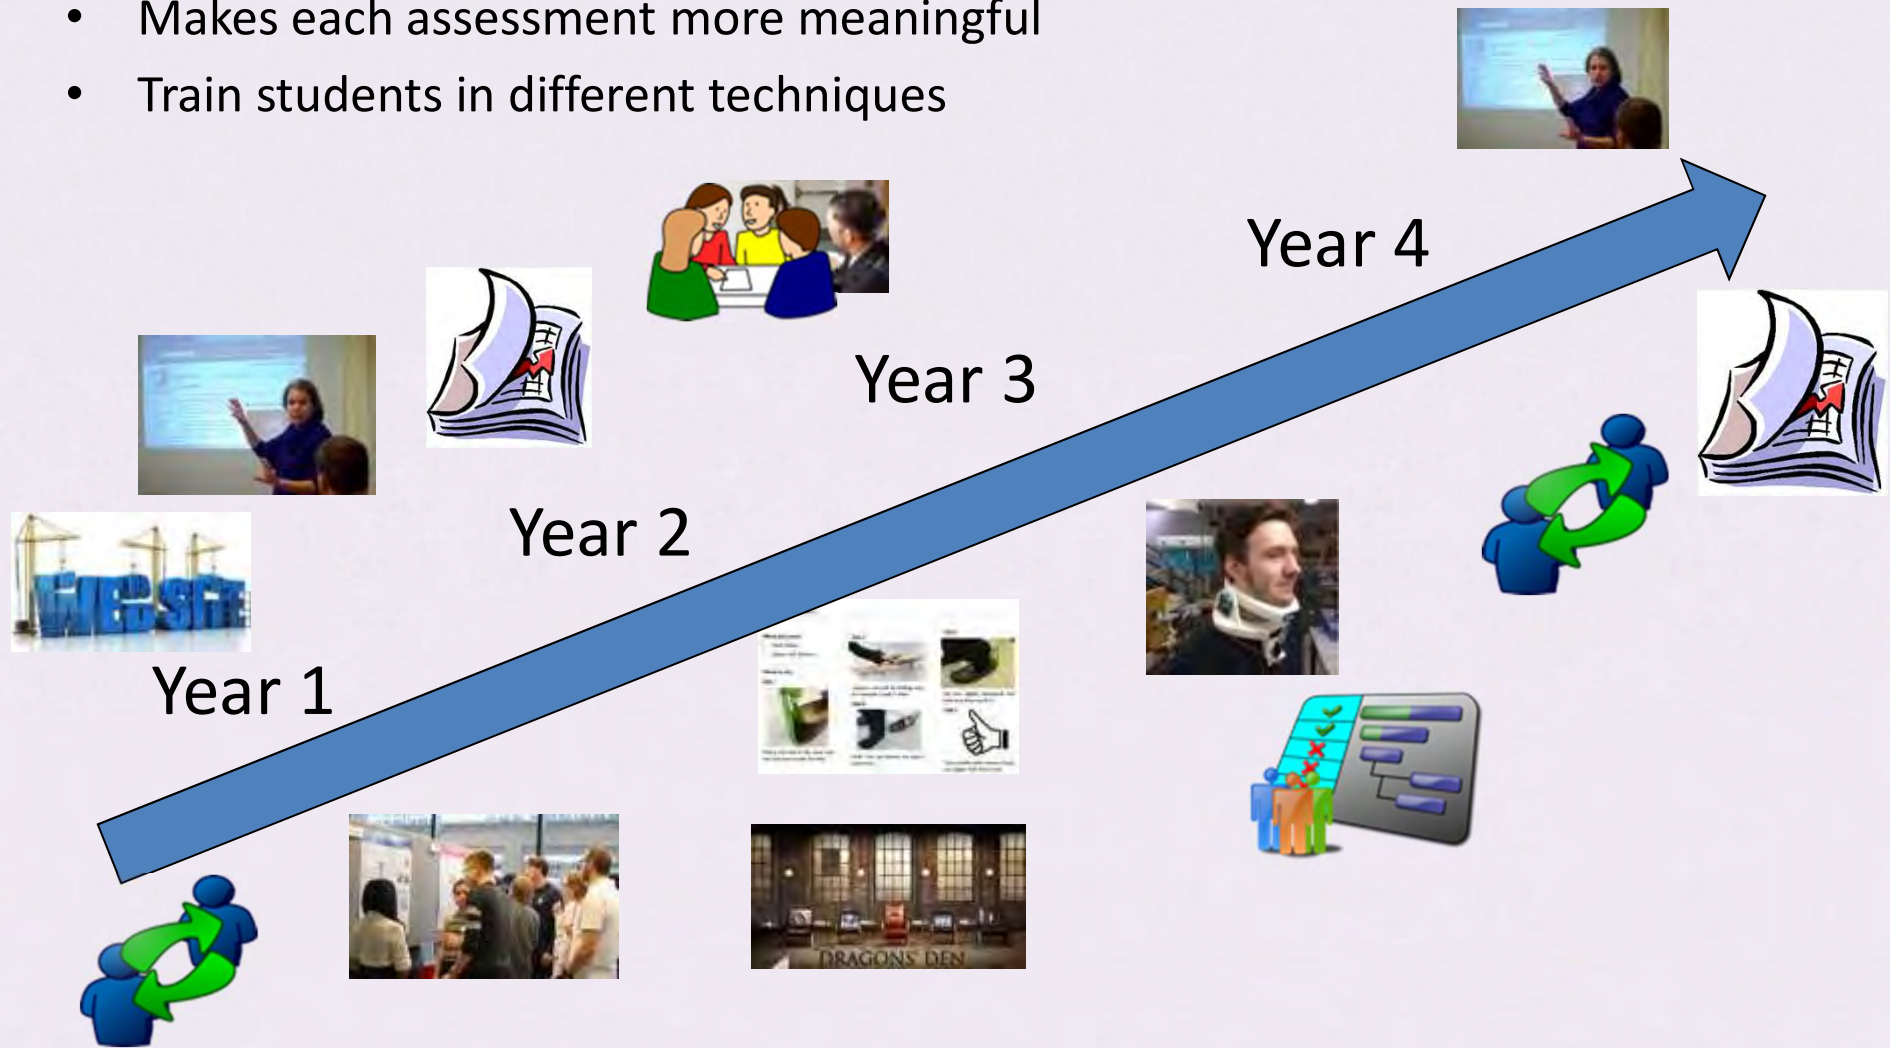 • Makes each assessment more meaningful
• Train students in different techniques
Year 4
Year 3
Year 2
WEBSITE
Year 1
DRAGONS' DEN